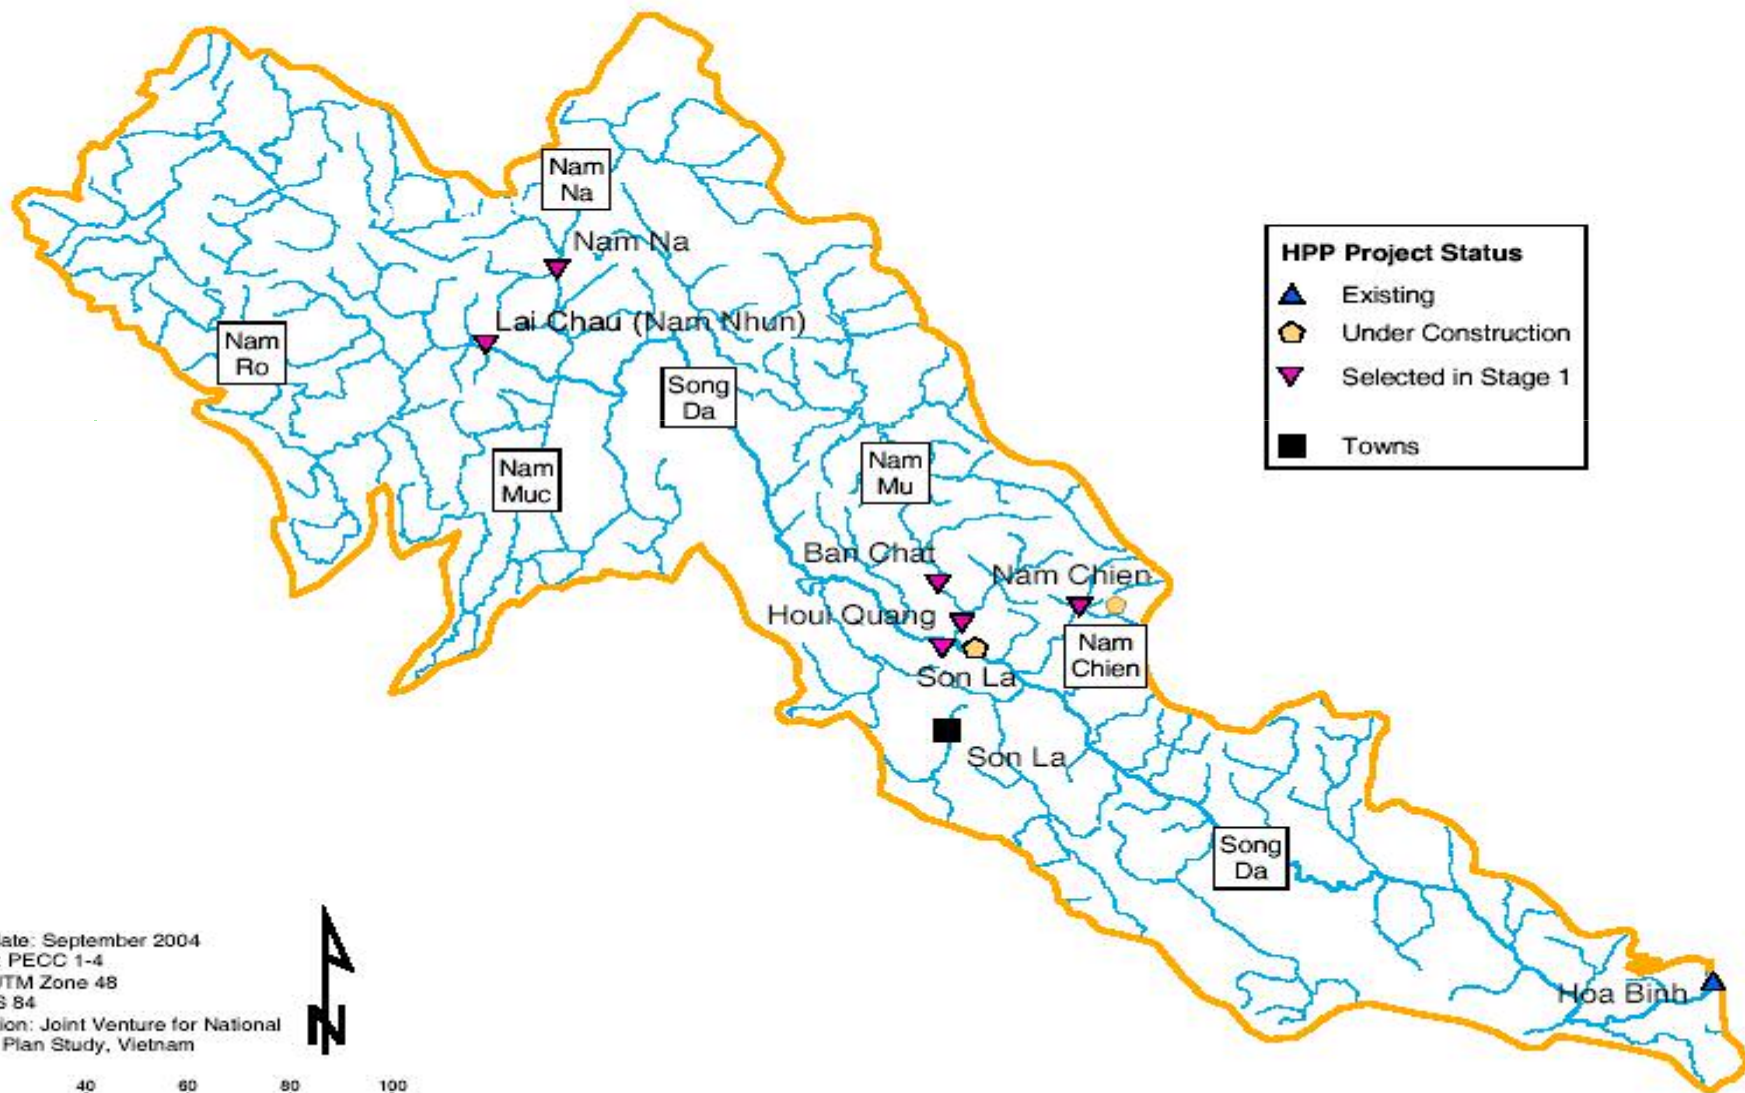 Nam
Na
Nam Na
Lai Chau (Nam Nhun)
Nam
Ro
Song
Da
Nam
Muc
Nam
Mu
Ban Chat
Nam Chien
Houi Quang
Nam
Chien
Son La
Son La
Song
Da
Hoa Binh
HPP Project Status
Existing
Under Construction
Selected in Stage 1
Towns
ate: September 2004
: PECC 1-4
UTM Zone 48
S 84
ion: Joint Venture for National
Plan Study, Vietnam
N
40 60 80 100